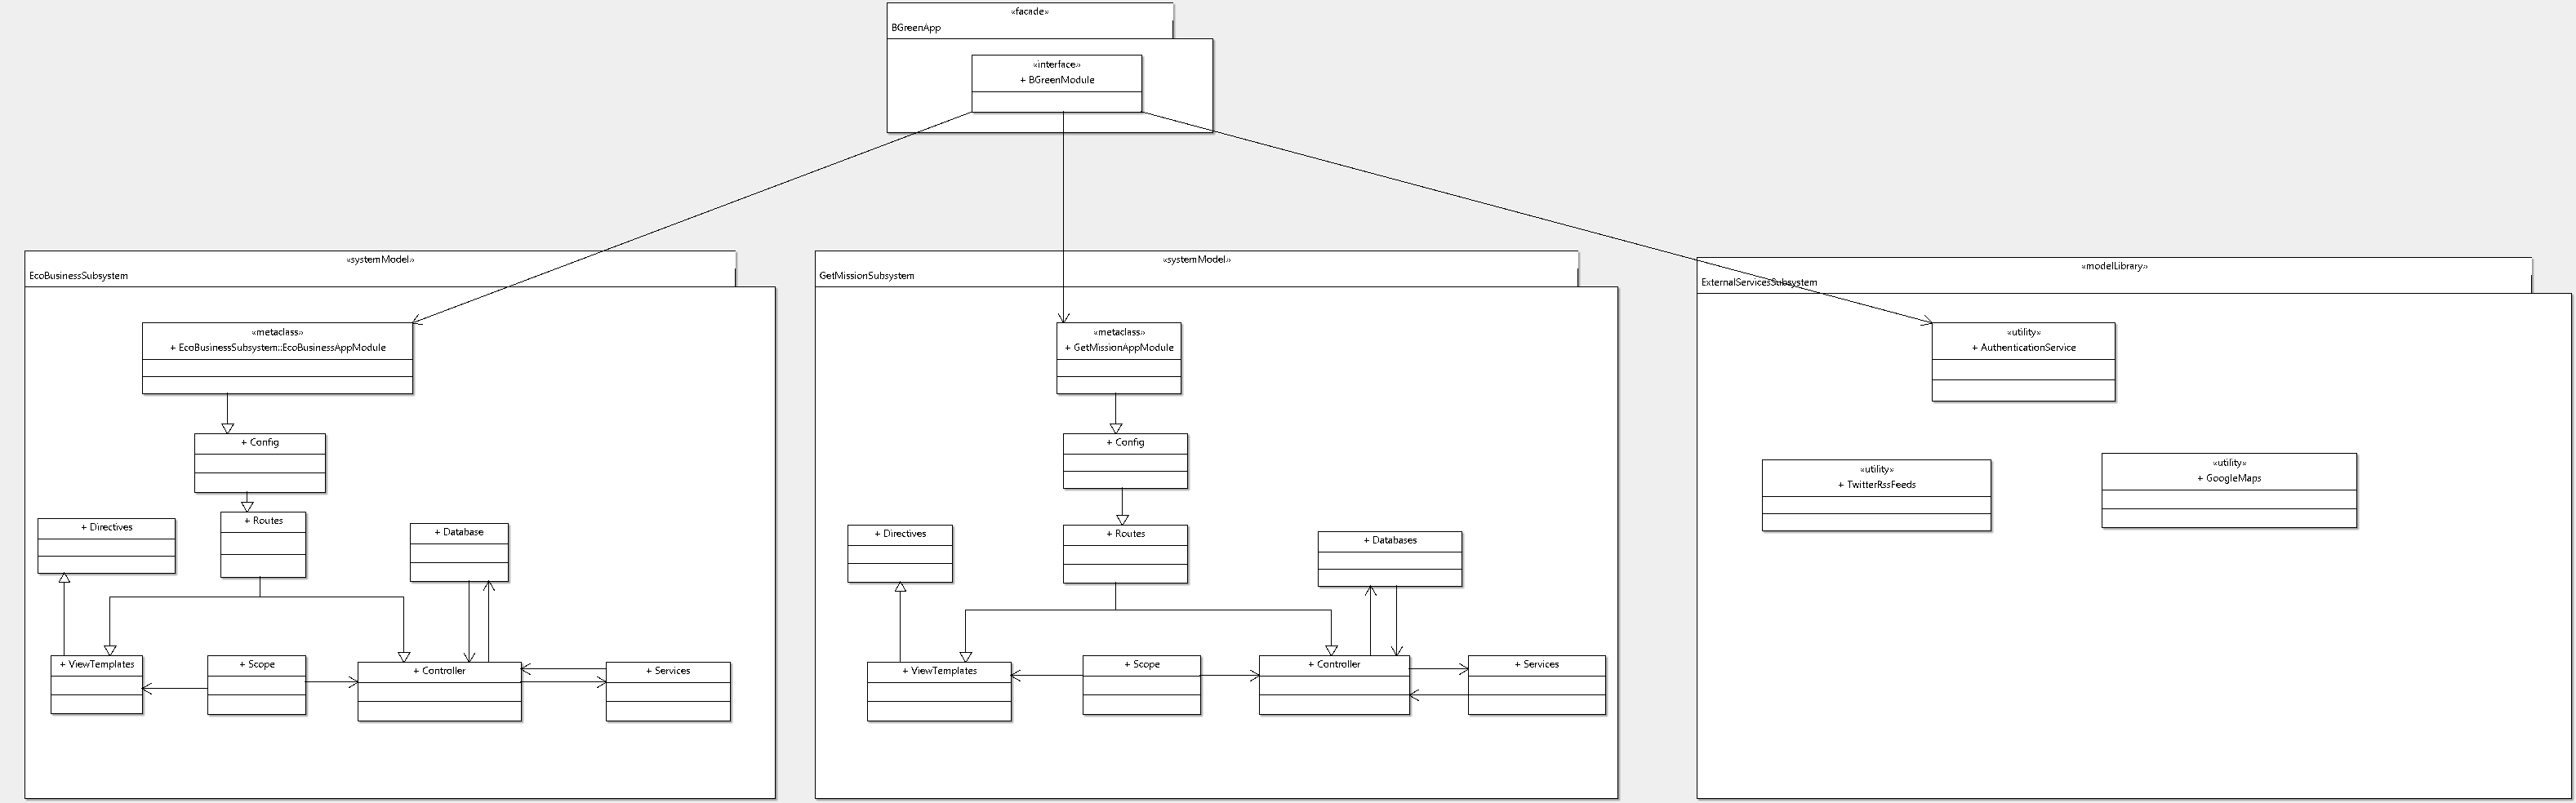 «facade»
BGreenApp
«interface»
+ BGreenModule
«systemModel»
EcoBusinessSubsystem
«metaclass»
+ EcoBusinessSubsystem::EcoBusinessAppModule
+ Config
+ Directives
+ Routes
+ Database
+ ViewTemplates
+ Scope
+ Controller
+ Services
«systemModel»
GetMissionSubsystem
«metaclass»
+ GetMissionAppModule
+ Config
+ Directives
+ Routes
+ Databases
+ ViewTemplates
+ Scope
+ Controller
+ Services
«modelLibrary»
ExternalServicesSubsystem
«utility»
+ AuthenticationService
«utility»
+ TwitterRssFeeds
«utility»
+ GoogleMaps